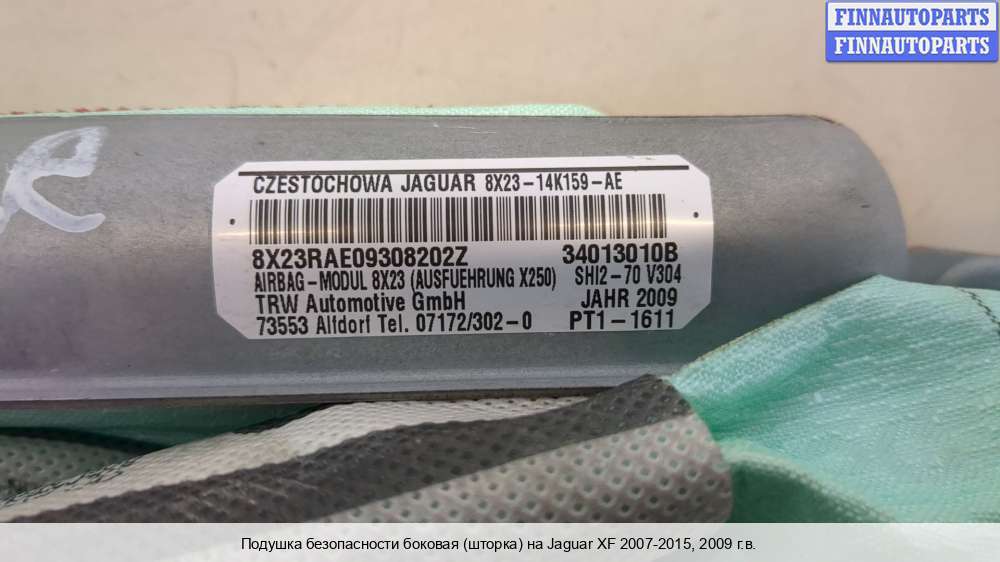 FINNAUTOPARTS
FINNAUTOPARTS
R
CZESTOCHOWA JAGUAR 8X23-14K159-AE
8X23RAE09308202Z 34013010B
AIRBAG-MODUL 8X23 (AUSFUEHRUNG X250) SHI2-70 V304
TRW Automotive GmbH JAHR 2009
73553 Alfdorf Tel. 07172/302-0 PT1-1611
Подушка безопасности боковая (шторка) на Jaguar XF 2007-2015, 2009 г.в.